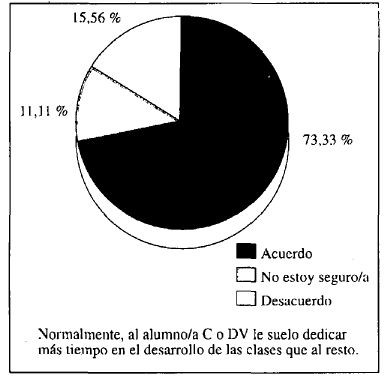 15,56 %
11,11 %
73,33 %
Acuerdo
No estoy seguro/a
Desacuerdo
Normalmente, al alumno/a C o DV le suelo dedicar
más tiempo en el desarrollo de las clases que al resto.